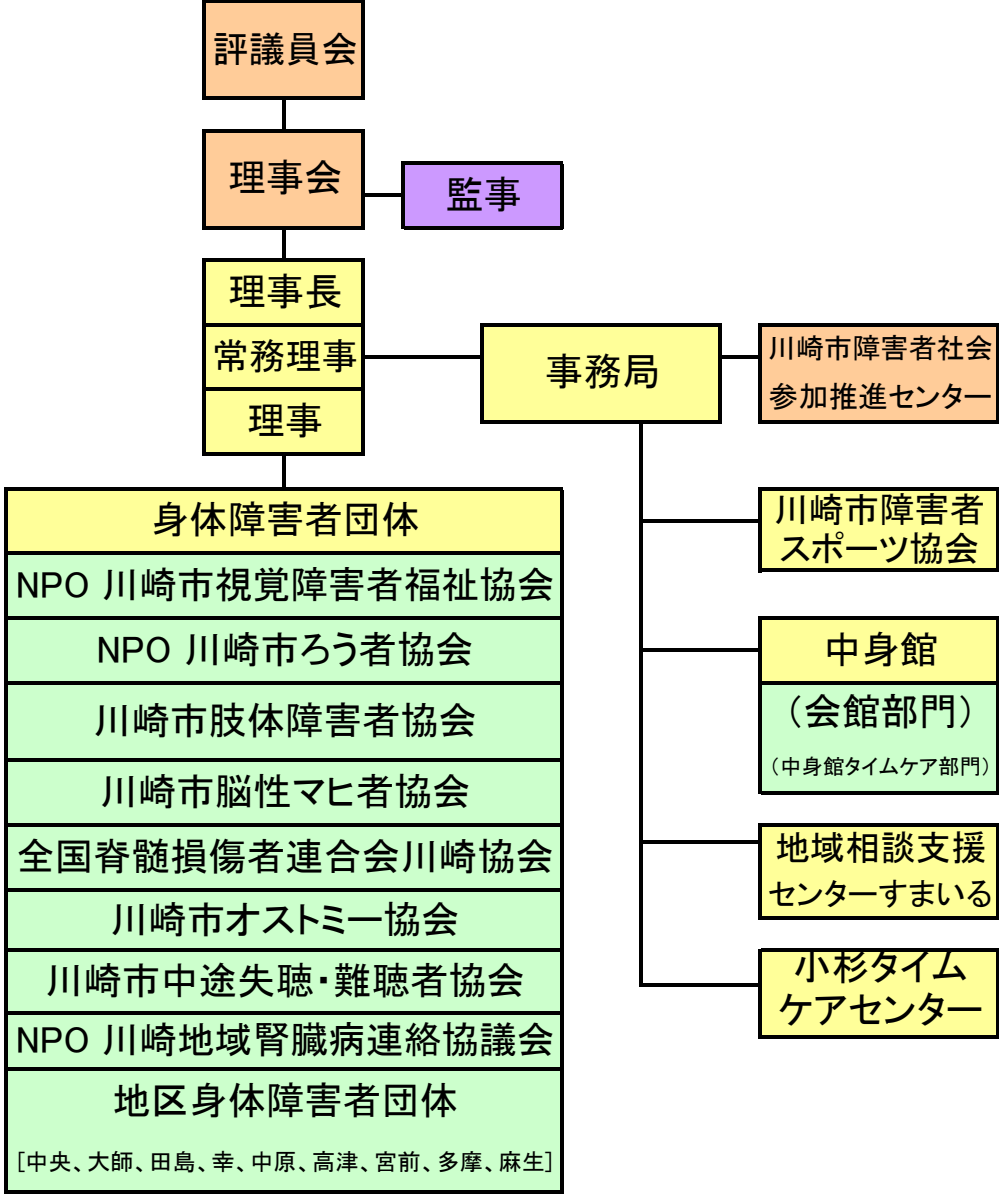 評議員会
理事会
監事
理事長
常務理事
理事
事務局
川崎市障害者社会
参加推進センター
川崎市障害者
スポーツ協会
中身館
（会館部門）
（中身館タイムケア部門）
地域相談支援
センターすまいる
小杉タイム
ケアセンター
身体障害者団体
NPO 川崎市視覚障害者福祉協会
NPO 川崎市ろう者協会
川崎市肢体障害者協会
川崎市脳性マヒ者協会
全国脊髄損傷者連合会川崎協会
川崎市オストミー協会
川崎市中途失聴・難聴者協会
NPO 川崎地域腎臓病連絡協議会
地区身体障害者団体
［中央、大師、田島、幸、中原、高津、宮前、多摩、麻生］